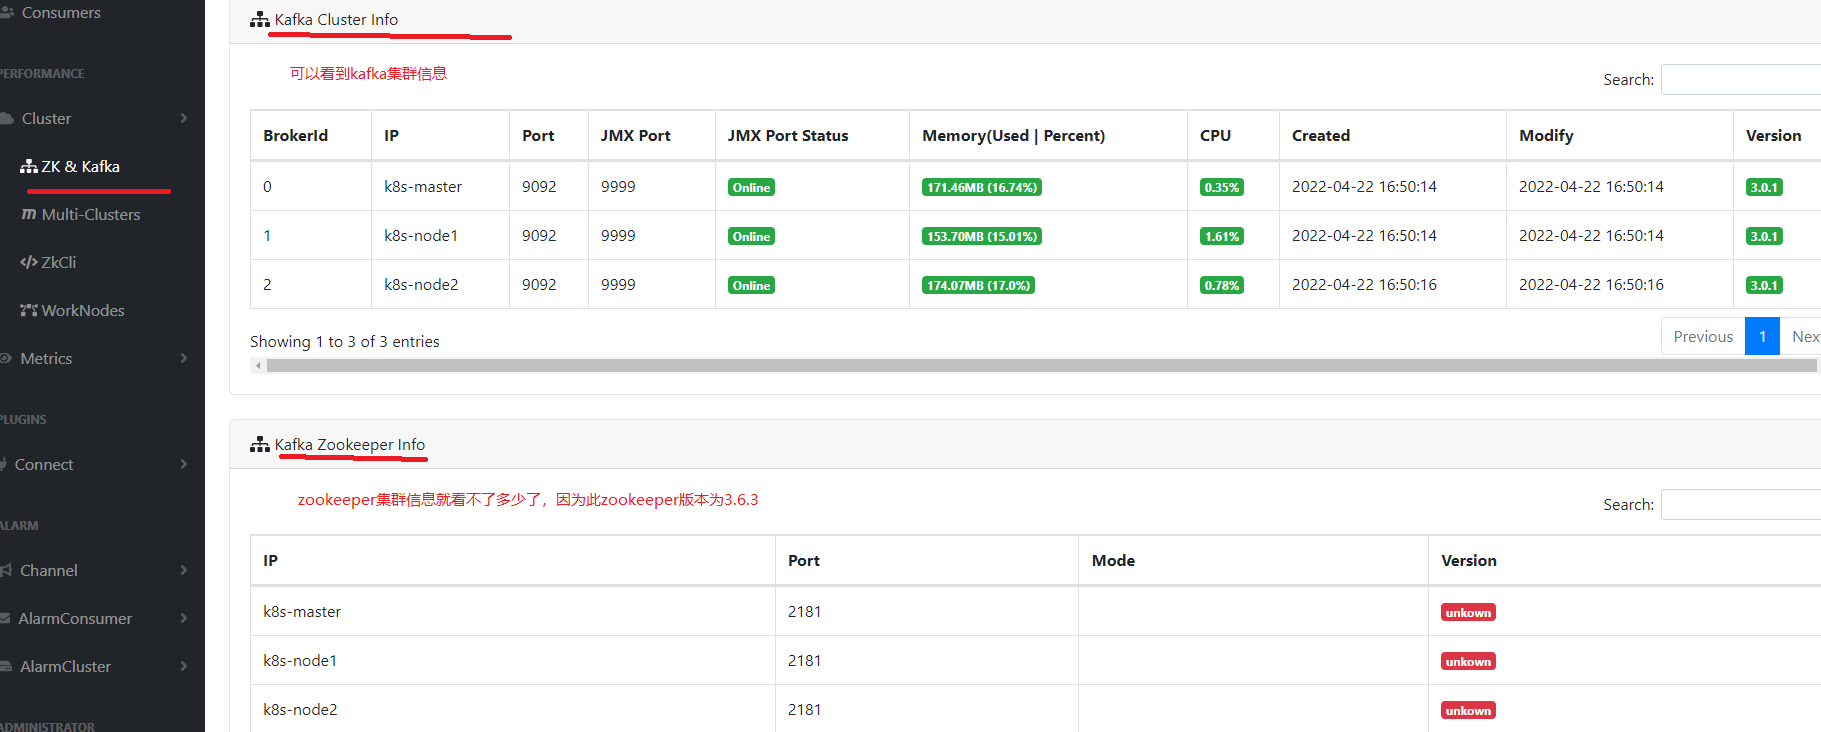 Consumers
PERFORMANCE
Cluster
ZK & Kafka
Multi-Clusters
ZkCli
WorkNodes
Metrics
PLUGINS
Connect
ALARM
Channel
AlarmConsumer
AlarmCluster
ADMINISTRATOR
Kafka Cluster Info
可以看到kafka集群信息
Search:
BrokerId IP Port JMX Port JMX Port Status Memory(Used | Percent) CPU Created Modify Version
0 k8s-master 9092 9999 Online 171.46MB (16.74%) 0.35% 2022-04-22 16:50:14 2022-04-22 16:50:14 3.0.1
1 k8s-node1 9092 9999 Online 153.70MB (15.01%) 1.61% 2022-04-22 16:50:14 2022-04-22 16:50:14 3.0.1
2 k8s-node2 9092 9999 Online 174.07MB (17.0%) 0.78% 2022-04-22 16:50:16 2022-04-22 16:50:16 3.0.1
Showing 1 to 3 of 3 entries
Previous 1 Nex
Kafka Zookeeper Info
zookeeper集群信息就看不了多少了，因为此zookeeper版本为3.6.3
Search:
IP Port Mode Version
k8s-master 2181 unkown
k8s-node1 2181 unkown
k8s-node2 2181 unkown